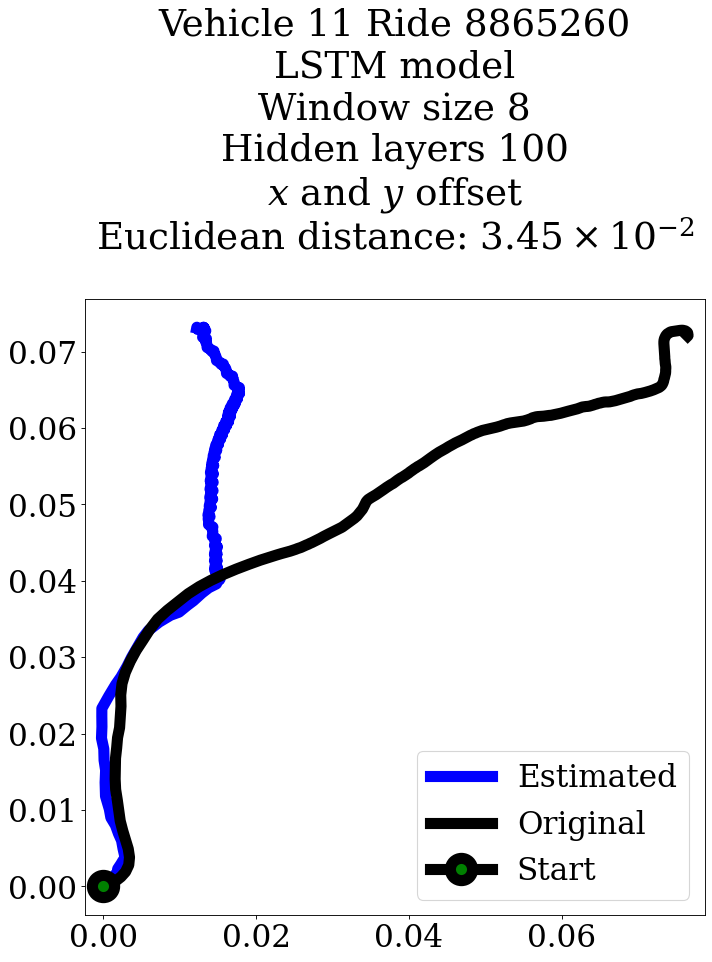 Vehicle 11 Ride 8865260
LSTM model
Window size 8
Hidden layers 100
x and y offset
Euclidean distance: 3.45 × 10⁻²
0.07
0.06
0.05
0.04
0.03
0.02
0.01
0.00
Estimated
Original
Start
0.00 0.02 0.04 0.06